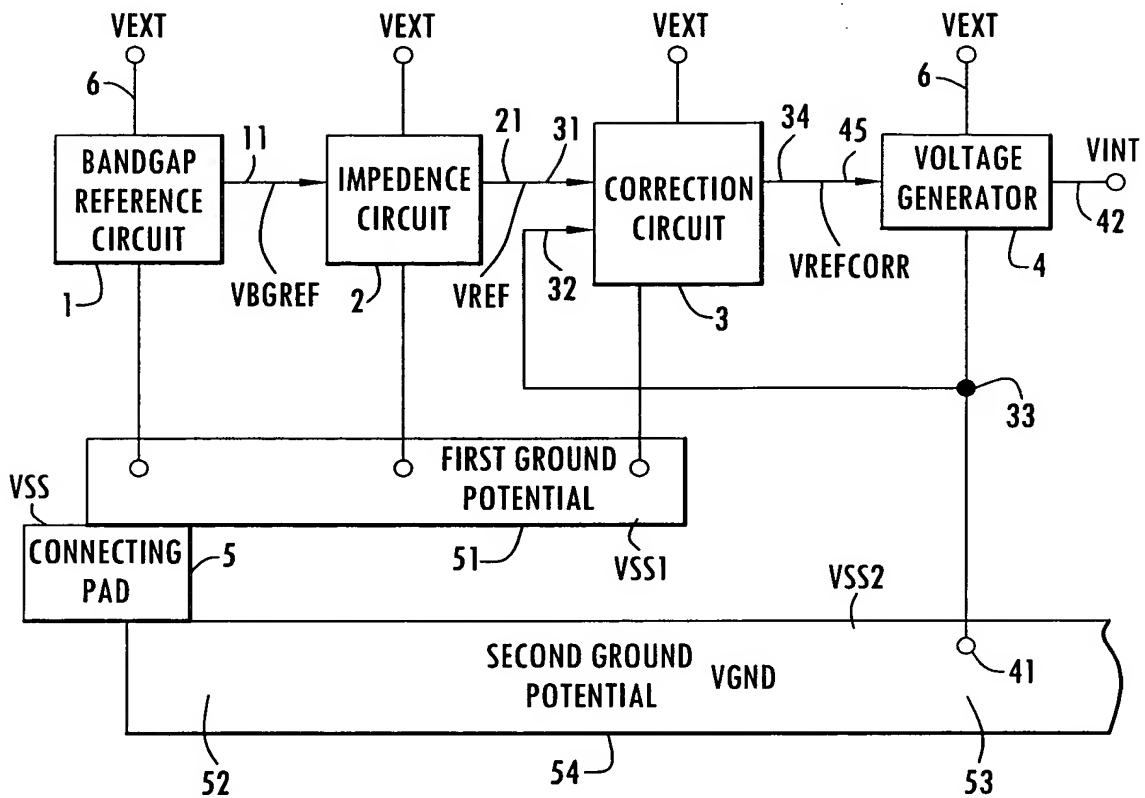 VEXT VEXT VEXT VEXT
6 6
11 21 31 34 45 VINT
BANDGAP
REFERENCE
CIRCUIT
IMPEDENCE
CIRCUIT
CORRECTION
CIRCUIT
VOLTAGE
GENERATOR
42
1 VBGREF 2 VREF 32 3 VREFCORR 4
33
FIRST GROUND
POTENTIAL
VSS
CONNECTING
PAD
5 51 VSS1
VSS2
SECOND GROUND
POTENTIAL
VGND
41
52 54 53